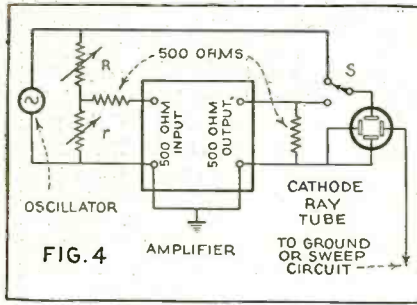 500 OHMS
R
S
r
500 OHM
INPUT
500 OHM
OUTPUT
OSCILLATOR
CATHODE
RAY
TUBE
FIG. 4
AMPLIFIER
TO GROUND
OR SWEEP
CIRCUIT